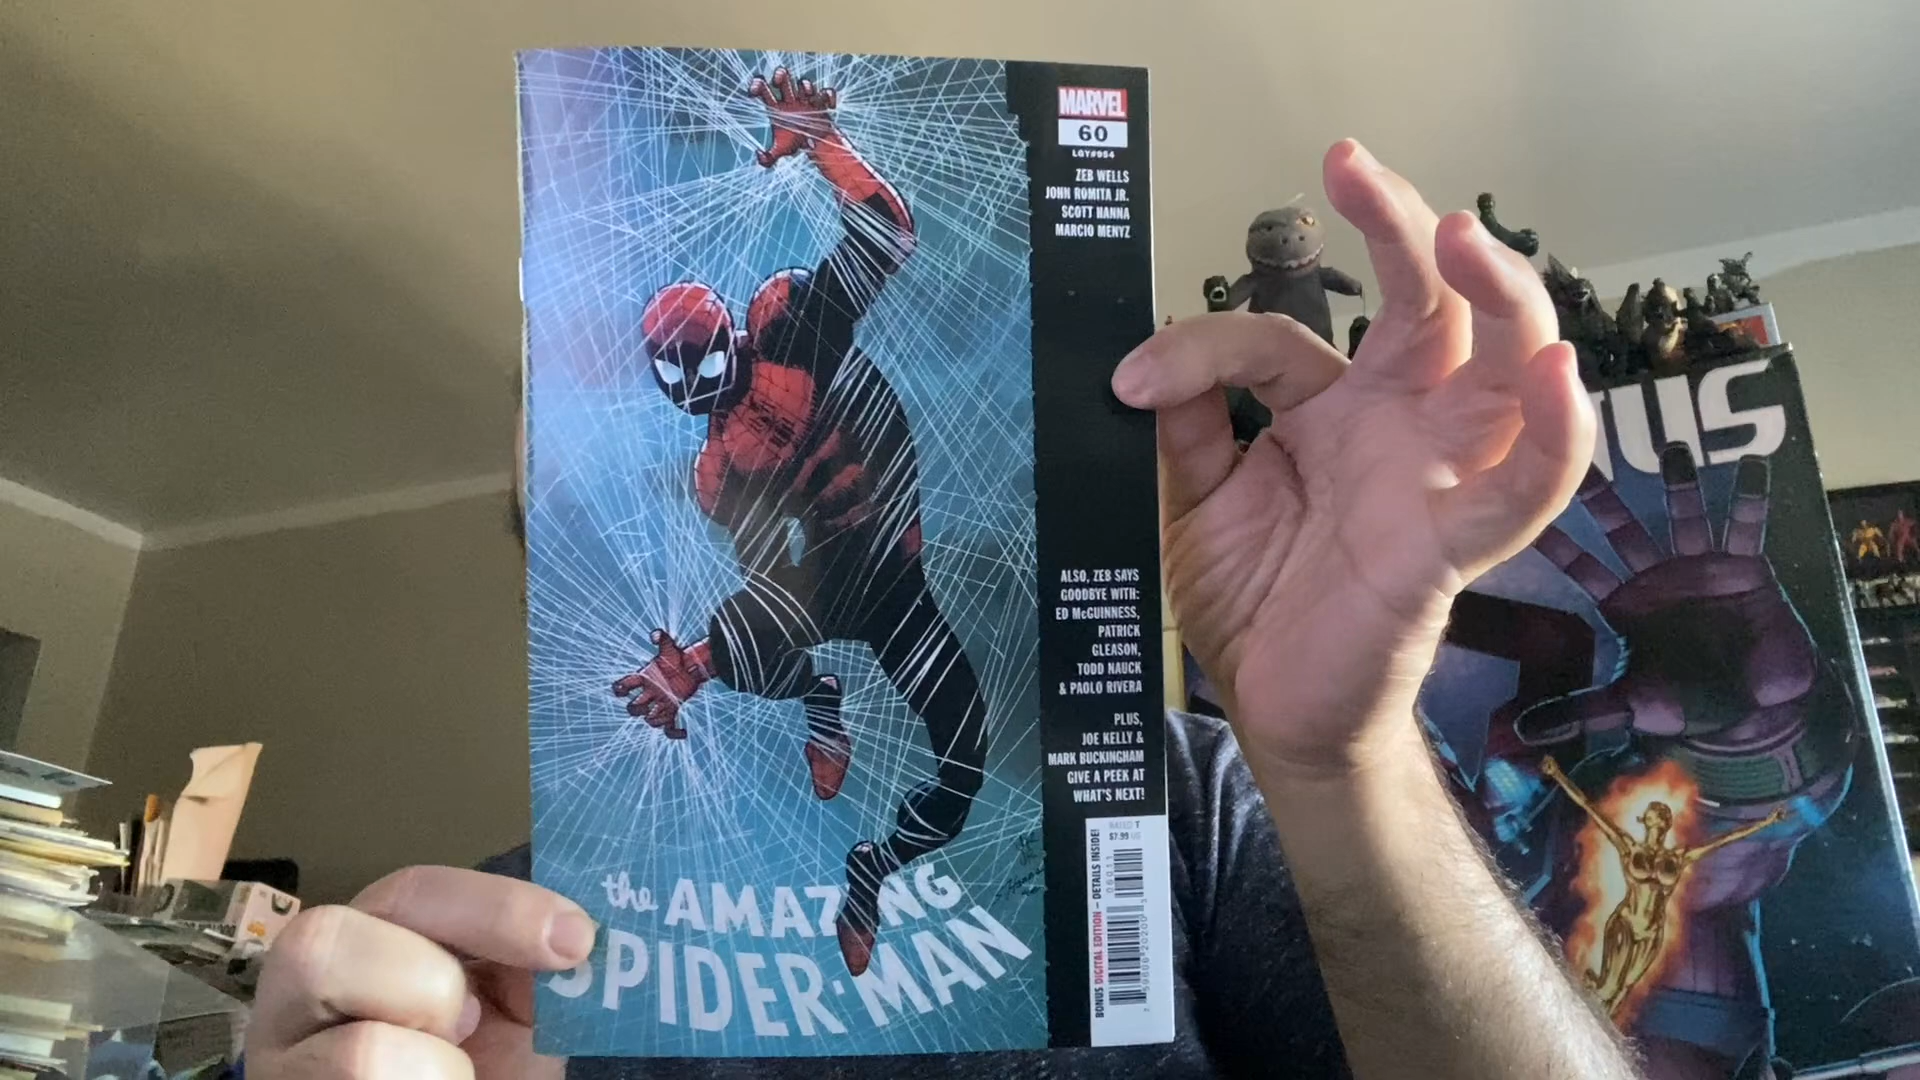 MARVEL
60
LGY#954
ZEB WELLS
JOHN ROMITA JR.
SCOTT HANNA
MARCIO MENYZ
ALSO, ZEB SAYS
GOODBYE WITH:
ED McGUINNESS,
PATRICK
GLEASON,
TODD NAUCK
& PAOLO RIVERA
PLUS,
JOE KELLY &
MARK BUCKINGHAM
GIVE A PEEK AT
WHAT'S NEXT!
RATED T
$7.99 US
BONUS DIGITAL EDITION – DETAILS INSIDE!
the AMAZING
SPIDER-MAN